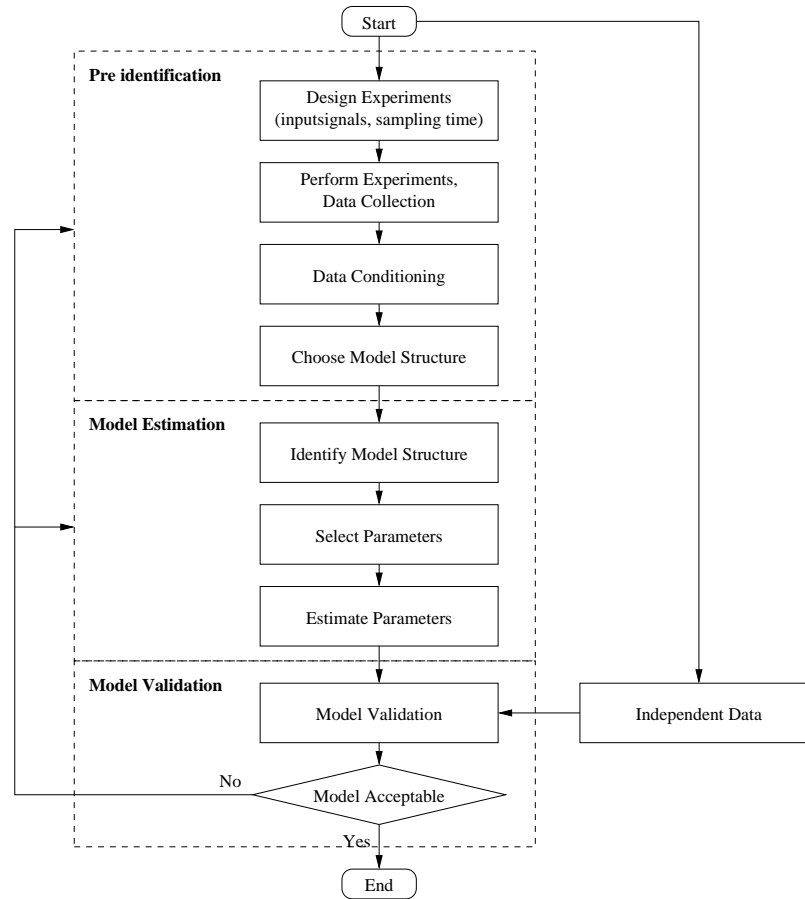 Start
Pre identification
Design Experiments
(inputsignals, sampling time)
Perform Experiments,
Data Collection
Data Conditioning
Choose Model Structure
Model Estimation
Identify Model Structure
Select Parameters
Estimate Parameters
Model Validation
Model Validation
Independent Data
No
Model Acceptable
Yes
End